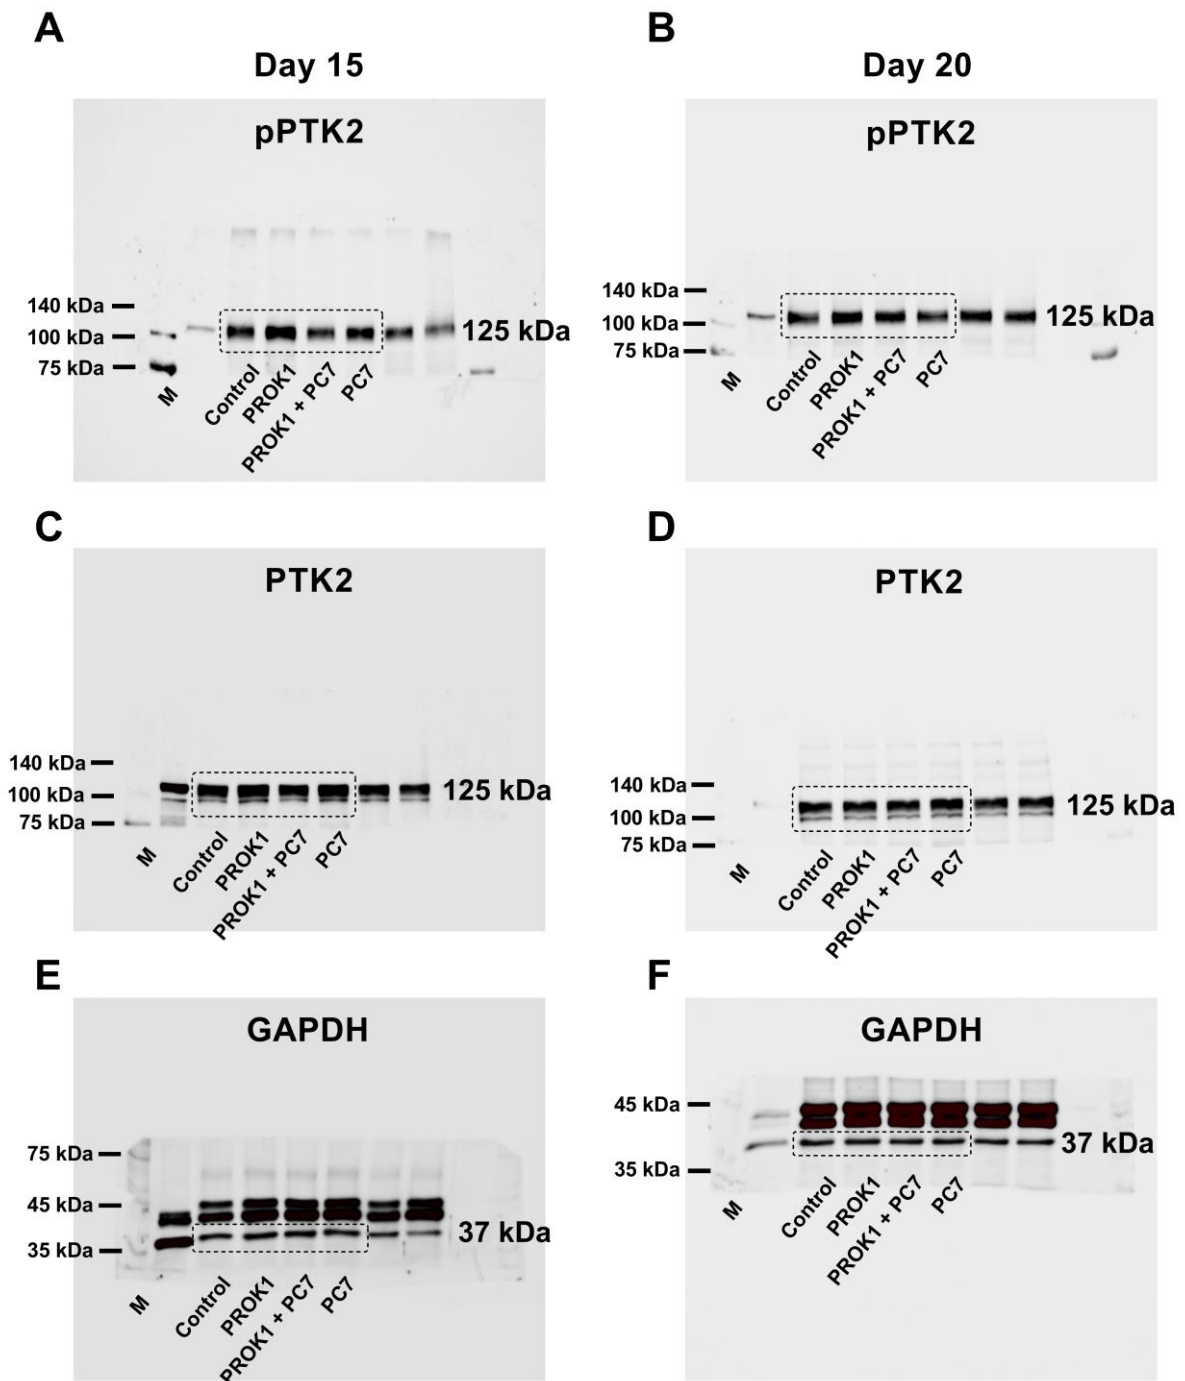 A
Day 15
pPTK2
140 kDa
100 kDa
75 kDa
125 kDa
M
Control
PROK1
PROK1 + PC7
PC7
B
Day 20
pPTK2
140 kDa
100 kDa
75 kDa
125 kDa
M
Control
PROK1
PROK1 + PC7
PC7
C
PTK2
140 kDa
100 kDa
75 kDa
125 kDa
M
Control
PROK1
PROK1 + PC7
PC7
D
PTK2
140 kDa
100 kDa
75 kDa
125 kDa
M
Control
PROK1
PROK1 + PC7
PC7
E
GAPDH
75 kDa
45 kDa
35 kDa
37 kDa
M
Control
PROK1
PROK1 + PC7
PC7
F
GAPDH
45 kDa
35 kDa
37 kDa
M
Control
PROK1
PROK1 + PC7
PC7